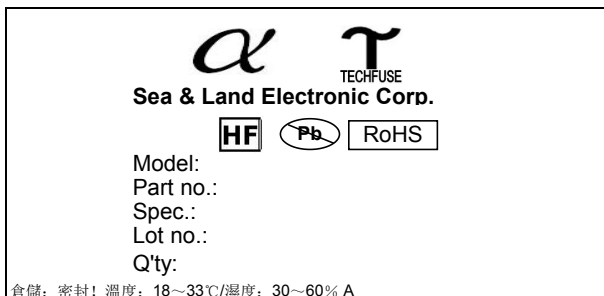 α
TECHFUSE
Sea & Land Electronic Corp.
HF Pb RoHS
Model:
Part no.:
Spec.:
Lot no.:
Q'ty:
倉儲：密封！溫度：18～33℃/濕度：30～60% A